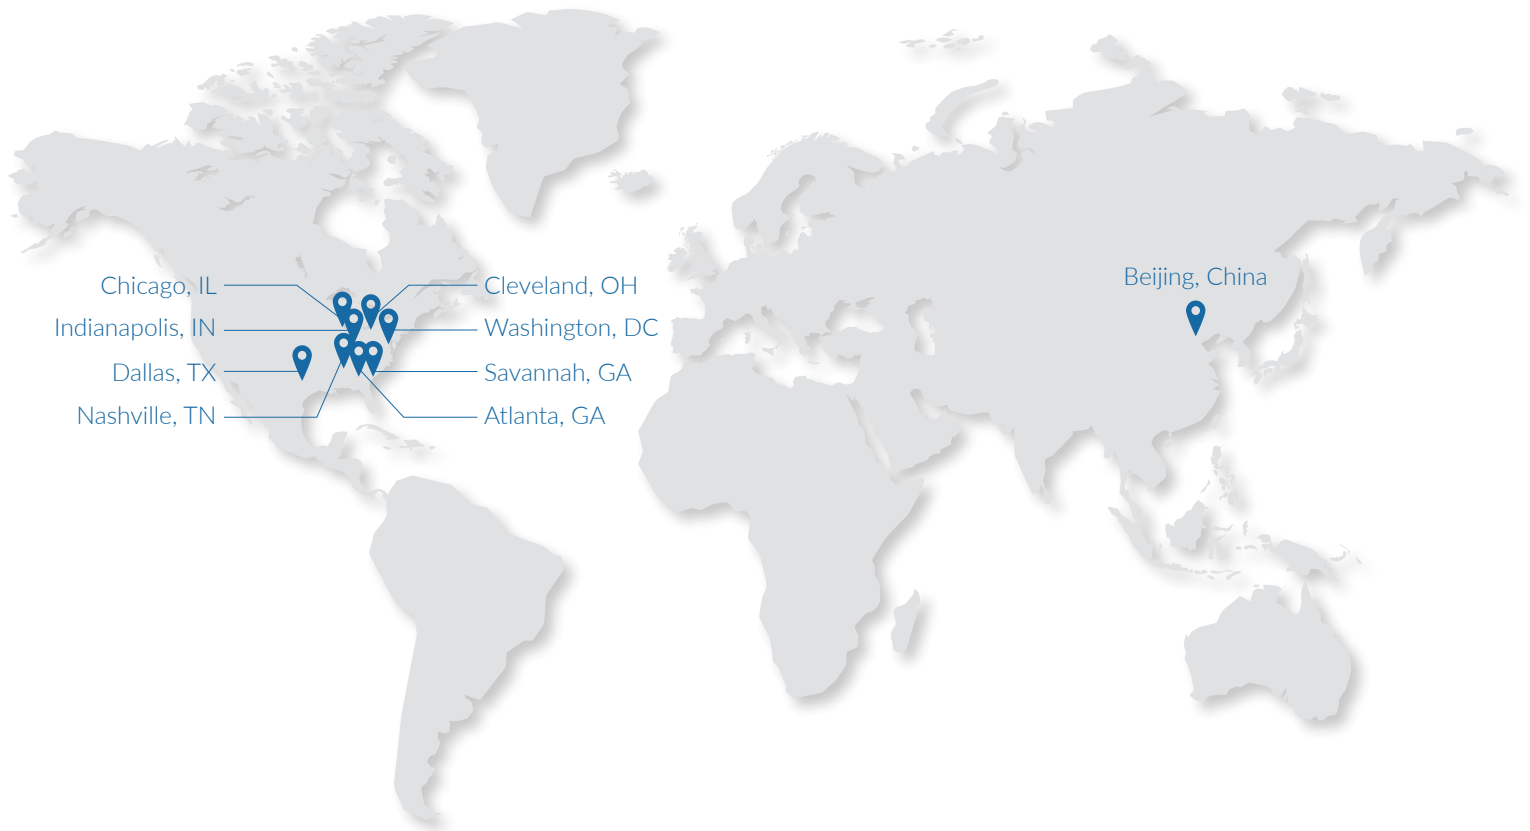 Chicago, IL
Indianapolis, IN
Dallas, TX
Nashville, TN
Cleveland, OH
Washington, DC
Savannah, GA
Atlanta, GA
Beijing, China